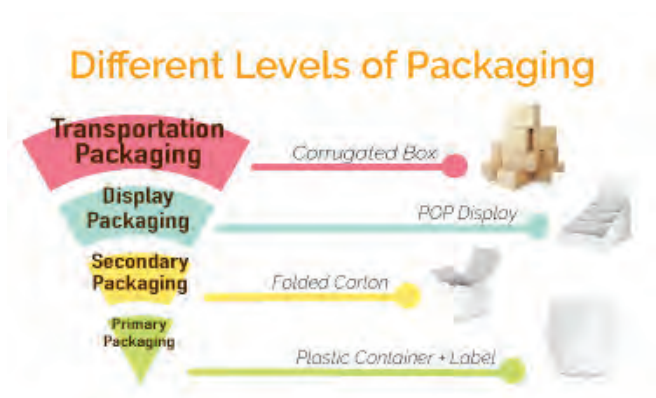 Different Levels of Packaging
Transportation
Packaging
Corrugated Box
Display
Packaging
POP Display
Secondary
Packaging
Folded Carton
Primary
Packaging
Plastic Container + Label